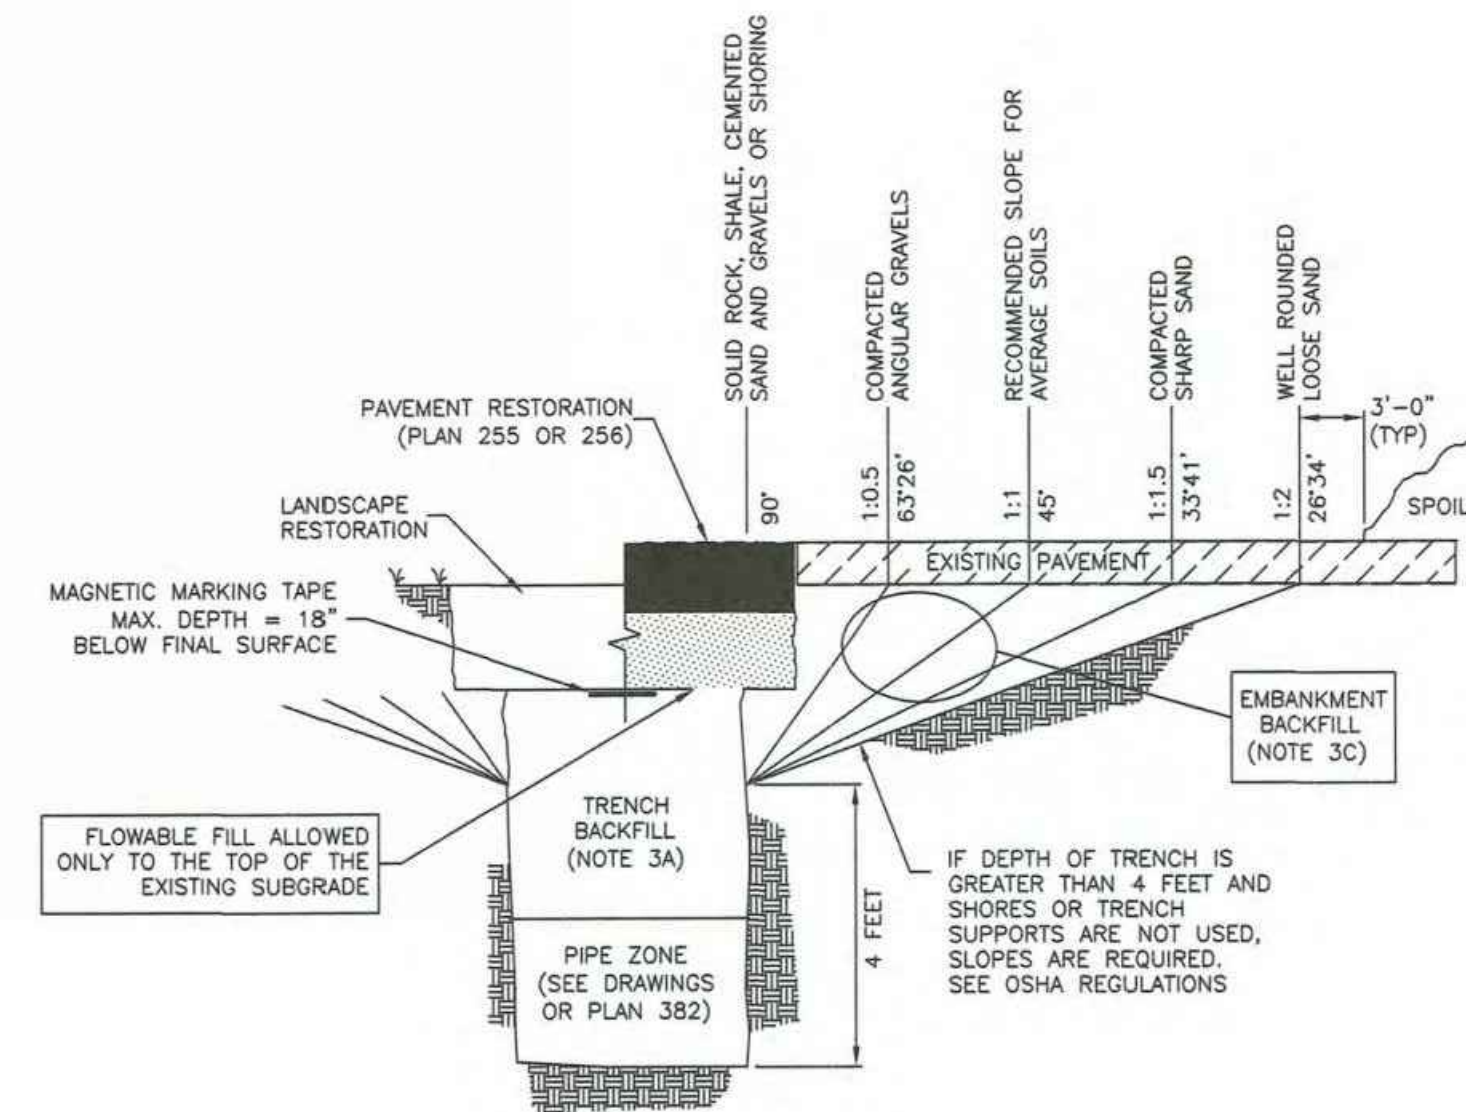 SOLID ROCK, SHALE, CEMENTED
SAND AND GRAVELS OR SHORING
90°
COMPACTED
ANGULAR GRAVELS
1:0.5
63°26'
RECOMMENDED SLOPE FOR
AVERAGE SOILS
1:1
45°
COMPACTED
SHARP SAND
1:1.5
33°41'
WELL ROUNDED
LOOSE SAND
1:2
26°34'
3'-0"
(TYP)
SPOIL
PAVEMENT RESTORATION
(PLAN 255 OR 256)
LANDSCAPE
RESTORATION
EXISTING PAVEMENT
MAGNETIC MARKING TAPE
MAX. DEPTH = 18"
BELOW FINAL SURFACE
EMBANKMENT
BACKFILL
(NOTE 3C)
FLOWABLE FILL ALLOWED
ONLY TO THE TOP OF THE
EXISTING SUBGRADE
TRENCH
BACKFILL
(NOTE 3A)
4 FEET
IF DEPTH OF TRENCH IS
GREATER THAN 4 FEET AND
SHORES OR TRENCH
SUPPORTS ARE NOT USED,
SLOPES ARE REQUIRED.
SEE OSHA REGULATIONS
PIPE ZONE
(SEE DRAWINGS
OR PLAN 382)